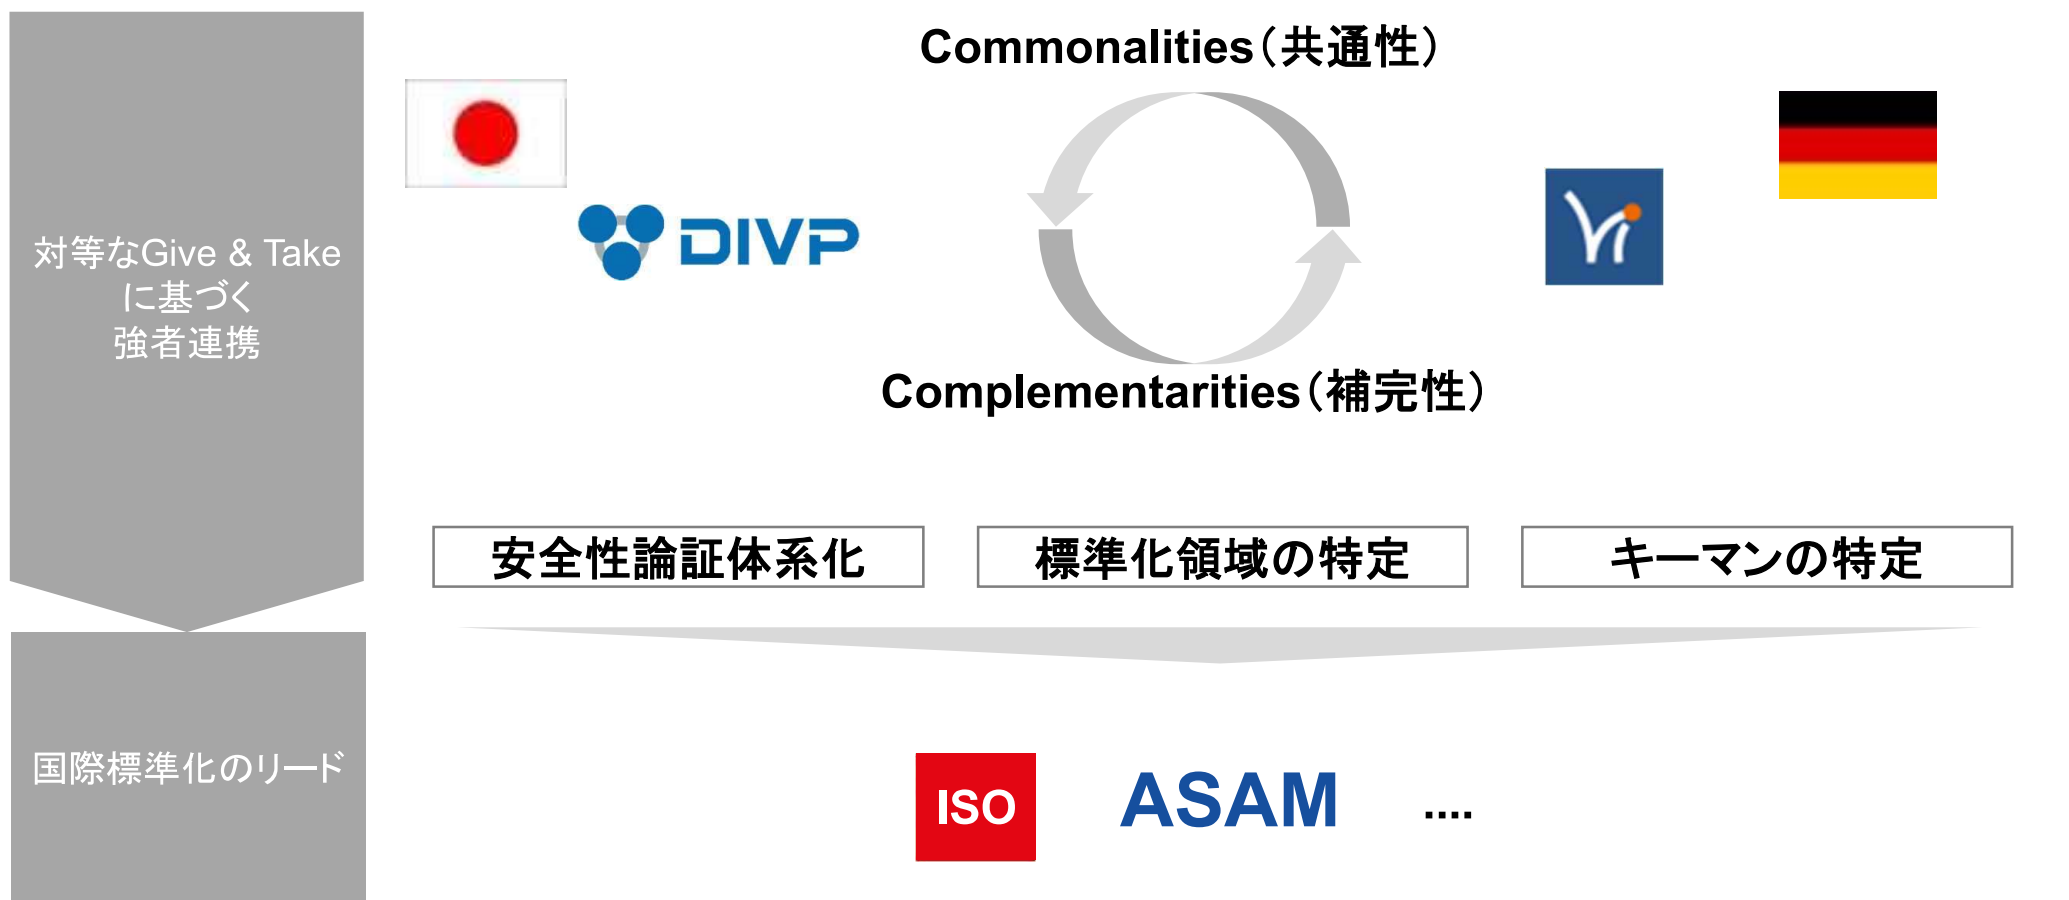 Commonalities（共通性）
DIVP
対等なGive & Take
に基づく
強者連携
Complementarities（補完性）
安全性論証体系化
標準化領域の特定
キーマンの特定
国際標準化のリード
ISO
ASAM
....